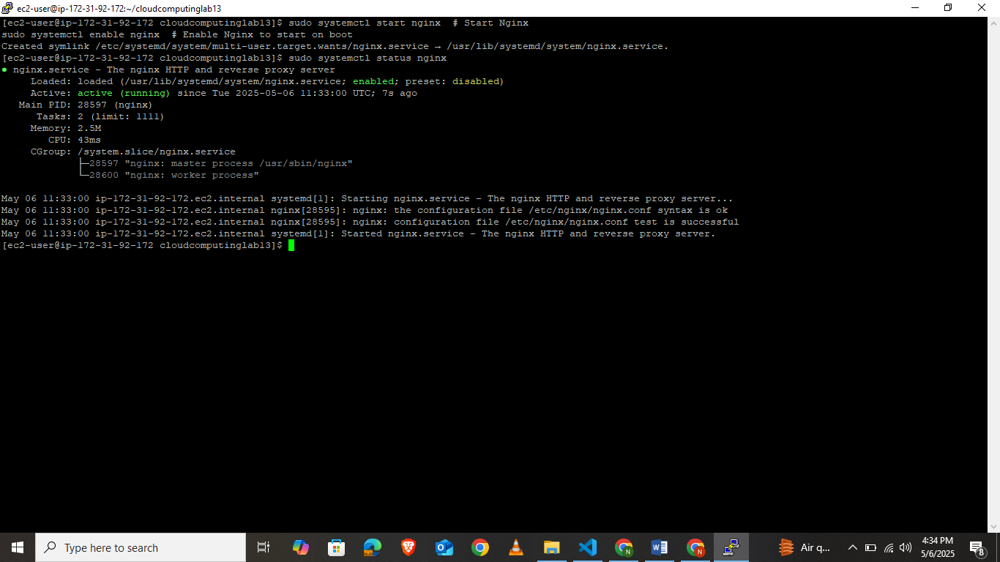 ec2-user@ip-172-31-92-172:~/cloudcomputinglab13
[ec2-user@ip-172-31-92-172 cloudcomputinglab13]$ sudo systemctl start nginx  # Start Nginx
sudo systemctl enable nginx  # Enable Nginx to start on boot
Created symlink /etc/systemd/system/multi-user.target.wants/nginx.service → /usr/lib/systemd/system/nginx.service.
[ec2-user@ip-172-31-92-172 cloudcomputinglab13]$ sudo systemctl status nginx
● nginx.service - The nginx HTTP and reverse proxy server
     Loaded: loaded (/usr/lib/systemd/system/nginx.service; enabled; preset: disabled)
     Active: active (running) since Tue 2025-05-06 11:33:00 UTC; 7s ago
   Main PID: 28597 (nginx)
      Tasks: 2 (limit: 1111)
     Memory: 2.5M
        CPU: 43ms
     CGroup: /system.slice/nginx.service
             ├─28597 "nginx: master process /usr/sbin/nginx"
             └─28600 "nginx: worker process"
May 06 11:33:00 ip-172-31-92-172.ec2.internal systemd[1]: Starting nginx.service - The nginx HTTP and reverse proxy server...
May 06 11:33:00 ip-172-31-92-172.ec2.internal nginx[28595]: nginx: the configuration file /etc/nginx/nginx.conf syntax is ok
May 06 11:33:00 ip-172-31-92-172.ec2.internal nginx[28595]: nginx: configuration file /etc/nginx/nginx.conf test is successful
May 06 11:33:00 ip-172-31-92-172.ec2.internal systemd[1]: Started nginx.service - The nginx HTTP and reverse proxy server.
[ec2-user@ip-172-31-92-172 cloudcomputinglab13]$
Type here to search
Air q...
4:34 PM
5/6/2025
8